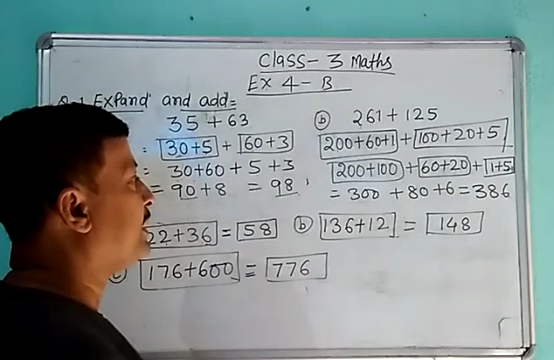 Class - 3 Maths
Ex 4 - B
Q.1 Expand and add=
35 + 63
= 30+5 + 60+3
= 30+60 + 5 + 3
= 90 + 8 = 98
(b) 261 + 125
200+60+1 + 100+20+5
200+100 + 60+20 + 1+5
= 300 + 80 + 6 = 386
22+36 = 58 (b) 136+12 = 148
176+600 = 776